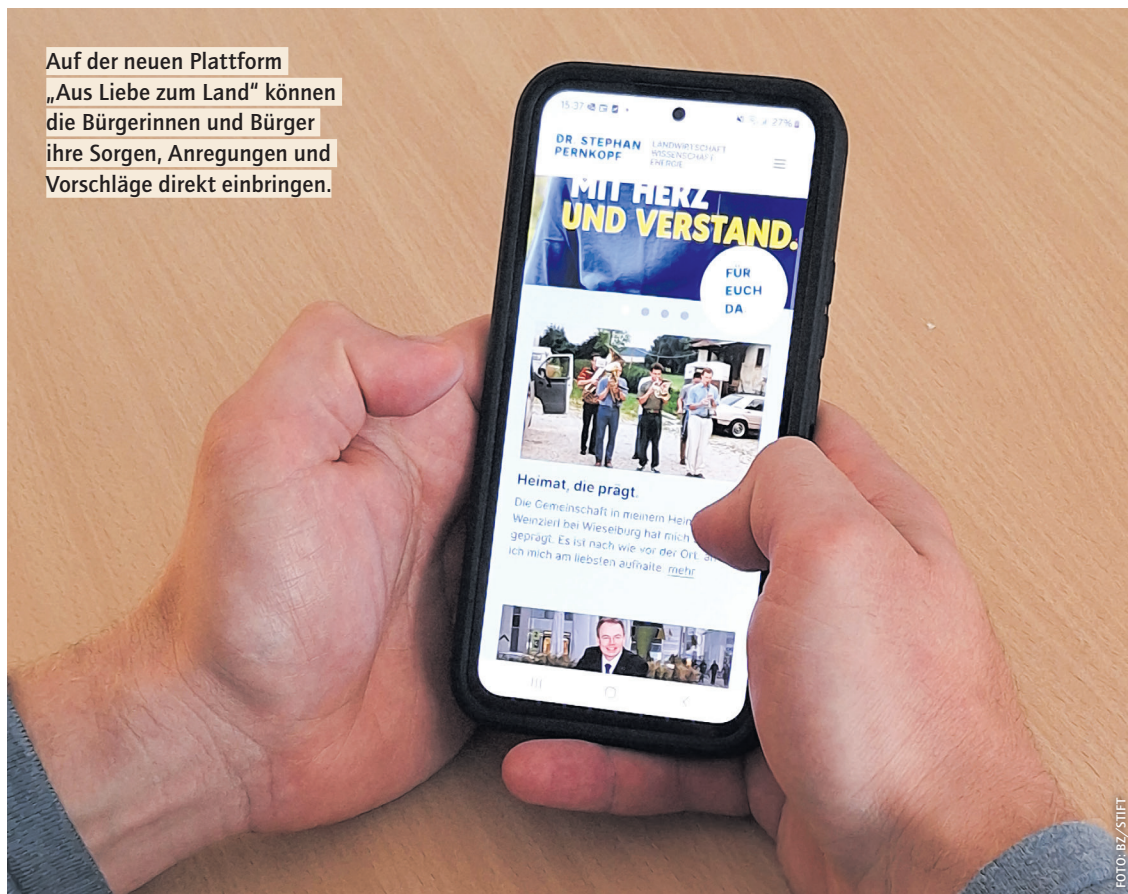 Auf der neuen Plattform
„Aus Liebe zum Land“ können
die Bürgerinnen und Bürger
ihre Sorgen, Anregungen und
Vorschläge direkt einbringen.
15:37
27%
DR. STEPHAN
PERNKOPF
LANDWIRTSCHAFT
WISSENSCHAFT
ENERGIE
MIT HERZ
UND VERSTAND.
FÜR
EUCH
DA
Heimat, die prägt.
Die Gemeinschaft in meinem
Weinzierl bei Wieselburg hat mich
geprägt. Es ist nach wie vor der Ort,
ich mich am liebsten aufhalte. mehr
FOTO: BZ/STIFT